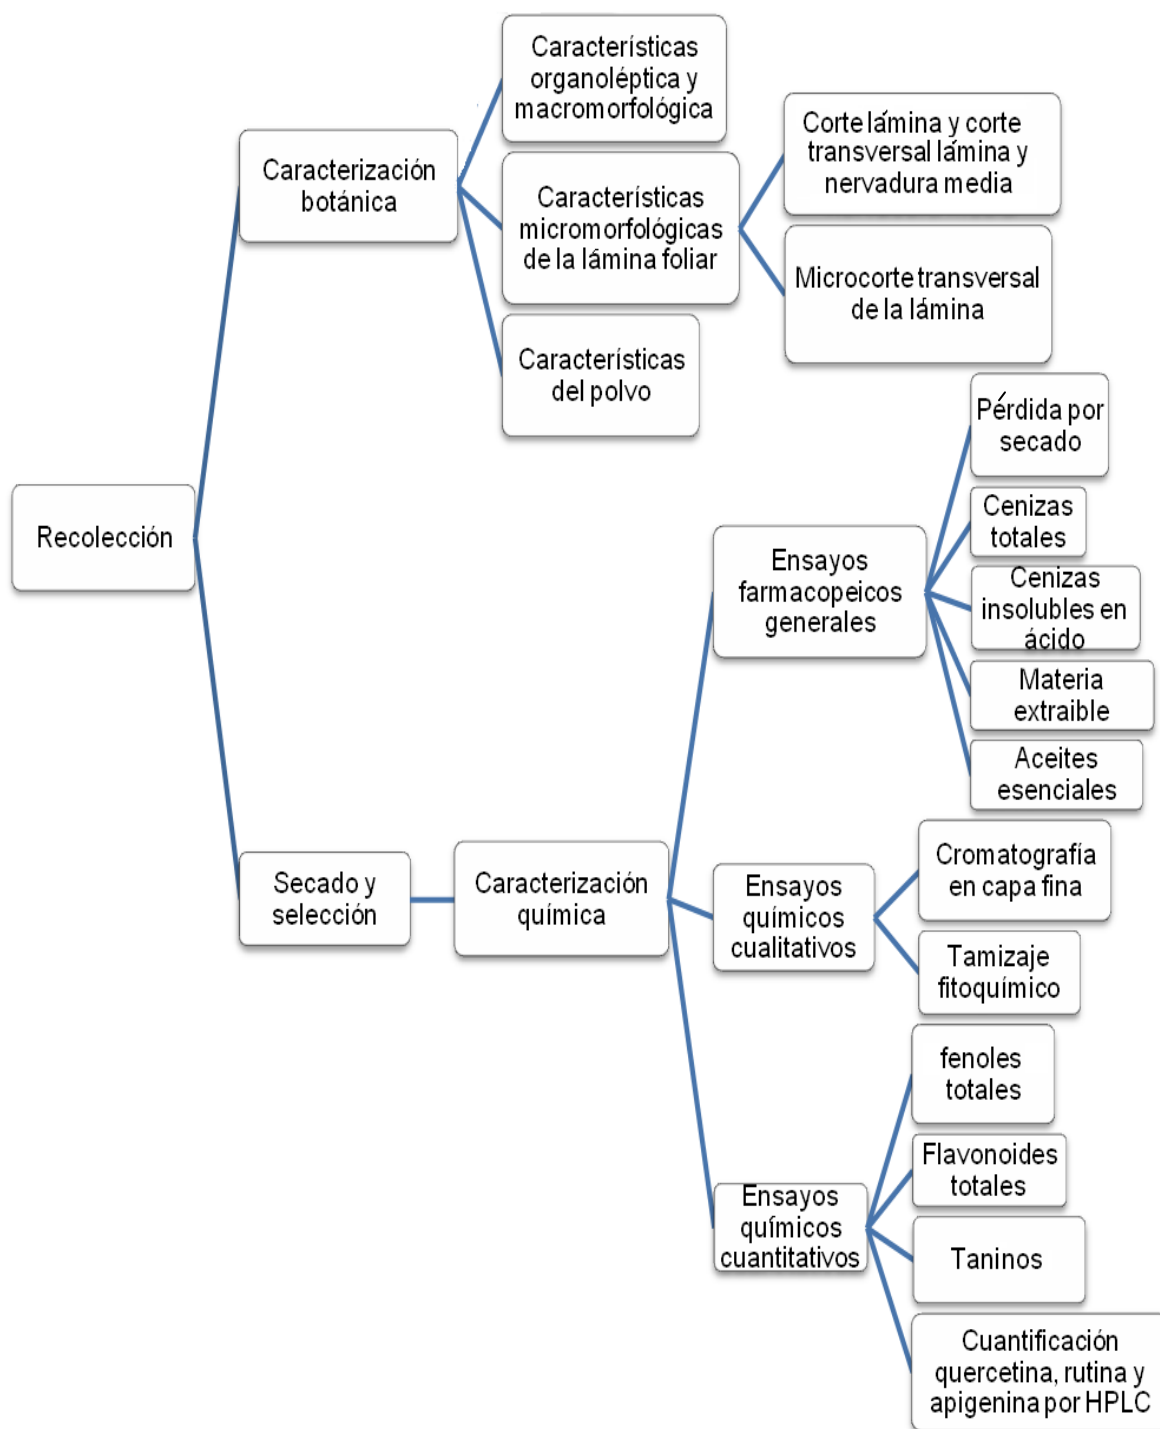 Características
organoléptica y
macromorfológica
Caracterización
botánica
Características
micromorfológicas
de la lámina foliar
Corte lámina y corte
transversal lámina y
nervadura media
Microcorte transversal
de la lámina
Características
del polvo
Recolección
Pérdida por
secado
Cenizas
totales
Ensayos
farmacopeicos
generales
Cenizas
insolubles en
ácido
Materia
extraible
Aceites
esenciales
Secado y
selección
Caracterización
química
Ensayos
químicos
cualitativos
Cromatografía
en capa fina
Tamizaje
fitoquímico
fenoles
totales
Flavonoides
totales
Ensayos
químicos
cuantitativos
Taninos
Cuantificación
quercetina, rutina y
apigenina por HPLC